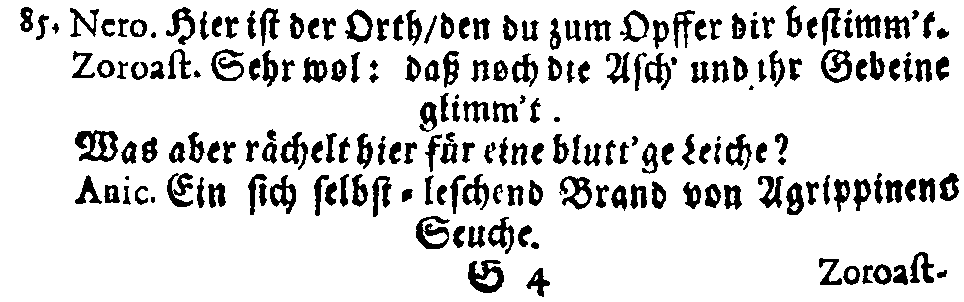 85. Nero. Hier ist der Orth/den du zum Opffer dir bestimm't.
Zoroast. Sehr wol: daß noch die Asch' und ihr Gebeine
glimm't.
Was aber rächelt hier für eine blutt'ge Leiche?
Anic. Ein sich selbst-leschend Brand von Agrippinens
Seuche.
G 4 Zoroast-